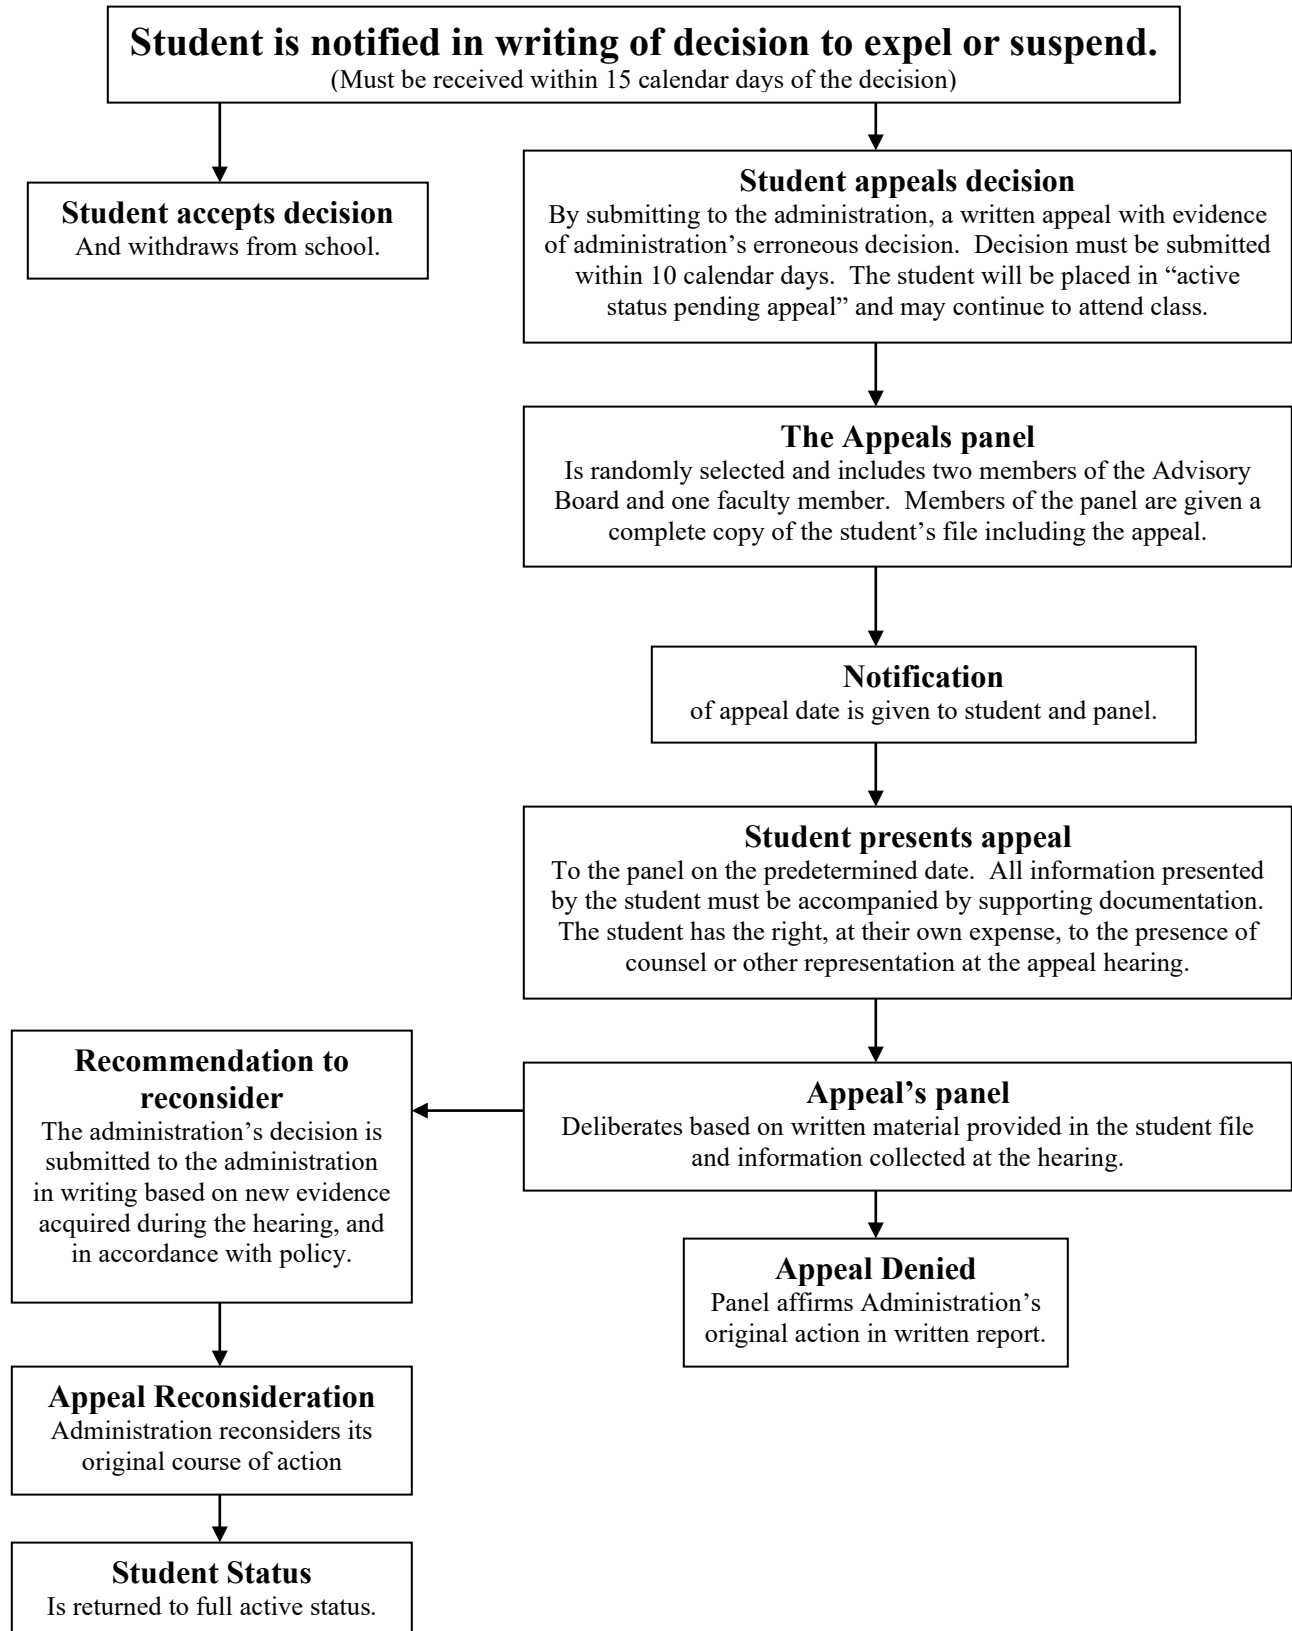 Student is notified in writing of decision to expel or suspend.
(Must be received within 15 calendar days of the decision)
Student accepts decision
And withdraws from school.
Student appeals decision
By submitting to the administration, a written appeal with evidence
of administration’s erroneous decision.  Decision must be submitted
within 10 calendar days.  The student will be placed in “active
status pending appeal” and may continue to attend class.
The Appeals panel
Is randomly selected and includes two members of the Advisory
Board and one faculty member.  Members of the panel are given a
complete copy of the student’s file including the appeal.
Notification
of appeal date is given to student and panel.
Student presents appeal
To the panel on the predetermined date.  All information presented
by the student must be accompanied by supporting documentation.
The student has the right, at their own expense, to the presence of
counsel or other representation at the appeal hearing.
Appeal’s panel
Deliberates based on written material provided in the student file
and information collected at the hearing.
Recommendation to
reconsider
The administration’s decision is
submitted to the administration
in writing based on new evidence
acquired during the hearing, and
in accordance with policy.
Appeal Denied
Panel affirms Administration’s
original action in written report.
Appeal Reconsideration
Administration reconsiders its
original course of action
Student Status
Is returned to full active status.